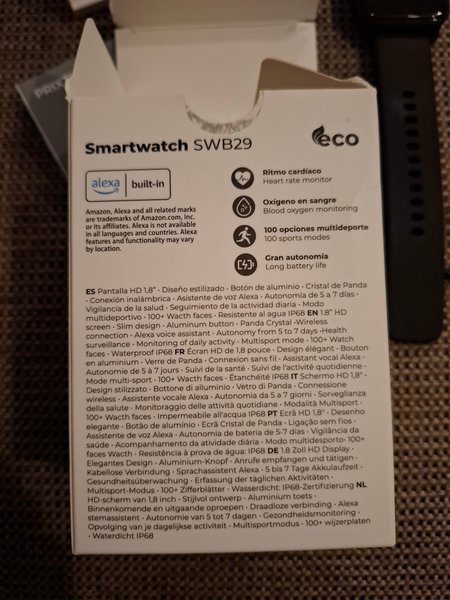 PRIX
Smartwatch SWB29
eco
alexa built-in
Amazon, Alexa and all related marks
are trademarks of Amazon.com, Inc.
or its affiliates. Alexa is not available
in all languages and countries. Alexa
features and functionality may vary
by location.
Ritmo cardíaco
Heart rate monitor
Oxígeno en sangre
Blood oxygen monitoring
100 opciones multideporte
100 sports modes
Gran autonomía
Long battery life
ES Pantalla HD 1,8” · Diseño estilizado · Botón de aluminio · Cristal de Panda
· Conexión inalámbrica · Asistente de voz Alexa · Autonomía de 5 a 7 días ·
Vigilancia de la salud · Seguimiento de la actividad diaria · Modo
multideportivo · 100+ Wacth faces · Resistente al agua IP68 EN 1.8” HD
screen · Slim design · Aluminum button · Panda Crystal · Wireless
connection · Alexa voice assistant · Autonomy from 5 to 7 days · Health
surveillance · Monitoring of daily activity · Multisport mode · 100+ Watch
faces · Waterproof IP68 FR Écran HD de 1,8 pouce · Design élégant · Bouton
en aluminium · Verre de Panda · Connexion sans fil · Assistant vocal Alexa ·
Autonomie de 5 à 7 jours · Suivi de la santé · Suivi de l'activité quotidienne ·
Mode multi-sport · 100+ Wacth faces · Étanchéité IP68 IT Schermo HD 1,8” ·
Design stilizzato · Bottone di alluminio · Vetro di Panda · Connessione
wireless · Assistente vocale Alexa · Autonomia da 5 a 7 giorni · Sorveglianza
della salute · Monitoraggio delle attività quotidiane · Modalità Multisport ·
100+ Wacth faces · Impermeabile all'acqua IP68 PT Ecrã HD 1,8” · Desenho
elegante · Botão de alumínio · Ecrã Cristal de Panda · Ligação sem fios ·
Assistente de voz Alexa · Autonomia de bateria de 5-7 dias · Vigilância da
saúde · Acompanhamento da atividade diária · Modo multidesporto · 100+
faces Wacth · Resistência à prova de água: IP68 DE 1.8 Zoll HD Display ·
Elegantes Design · Aluminium-Knopf · Anrufe empfangen und tätigen ·
Kabellose Verbindung · Sprachassistent Alexa · 5 bis 7 Tage Akkulaufzeit ·
Gesundheitsüberwachung · Erfassung der täglichen Aktivitäten ·
Multisport-Modus · 100+ Zifferblätter · Wasserdicht: IP68-Zertifizierung NL
HD-scherm van 1,8 inch · Stijlvol ontwerp · Aluminium toets ·
Binnenkomende en uitgaande oproepen · Draadloze verbinding · Alexa
stemassistent · Autonomie van 5 tot 7 dagen · Gezondheidsmonitoring ·
Opvolging van je dagelijkse activiteit · Multisportmodus · 100+ wijzerplaten
· Waterdicht IP68